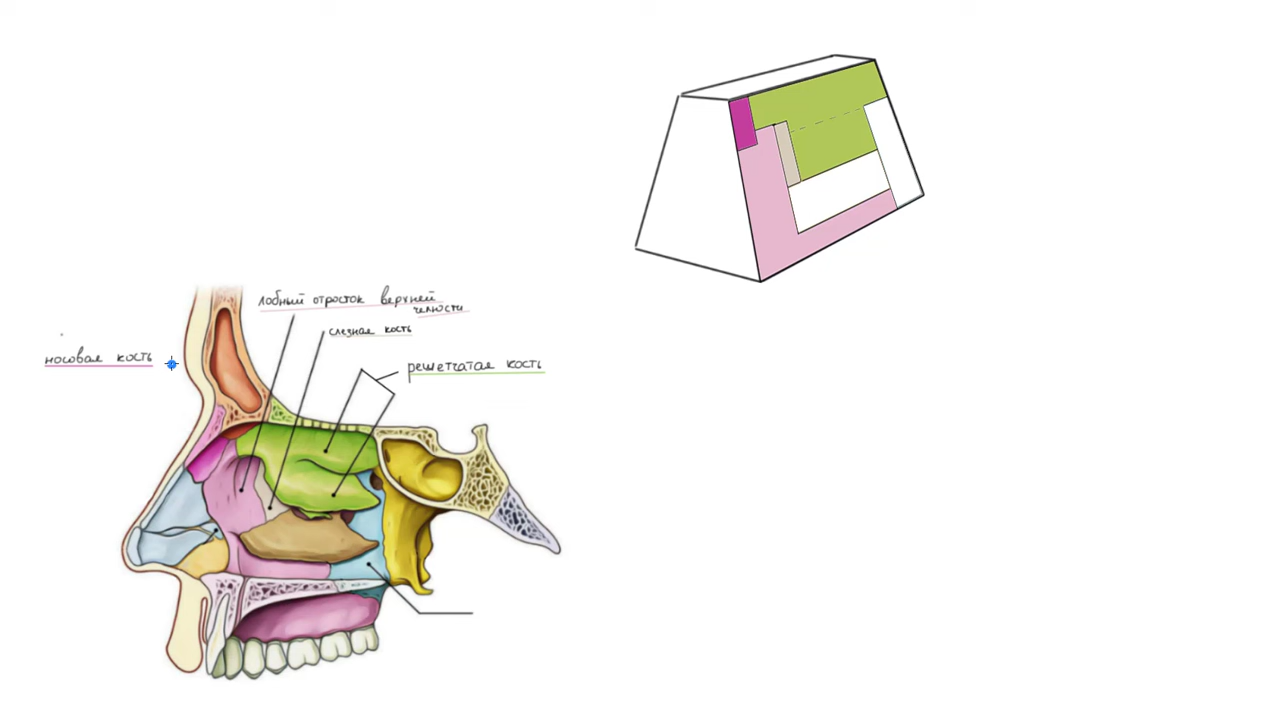 лобный отросток верхней
челюсти
слезная кость
носовая кость
решетчатая кость